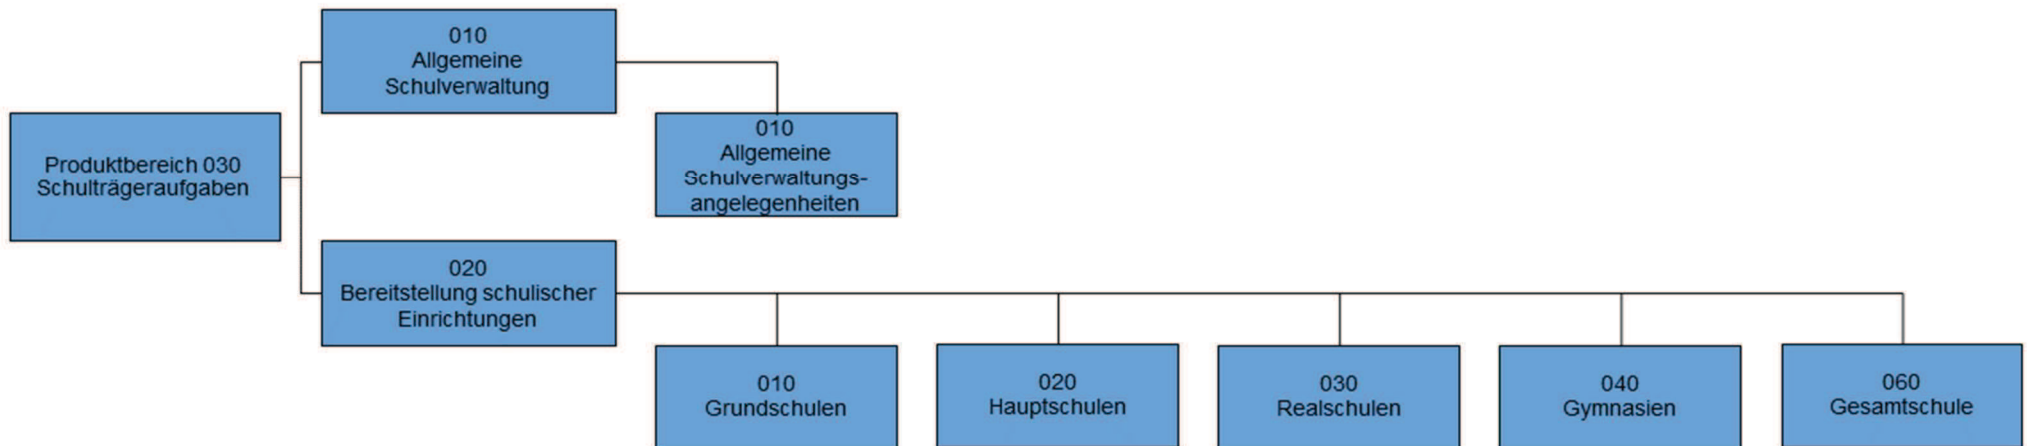 010
Allgemeine
Schulverwaltung
Produktbereich 030
Schulträgeraufgaben
010
Allgemeine
Schulverwaltungs-
angelegenheiten
020
Bereitstellung schulischer
Einrichtungen
010
Grundschulen
020
Hauptschulen
030
Realschulen
040
Gymnasien
060
Gesamtschule